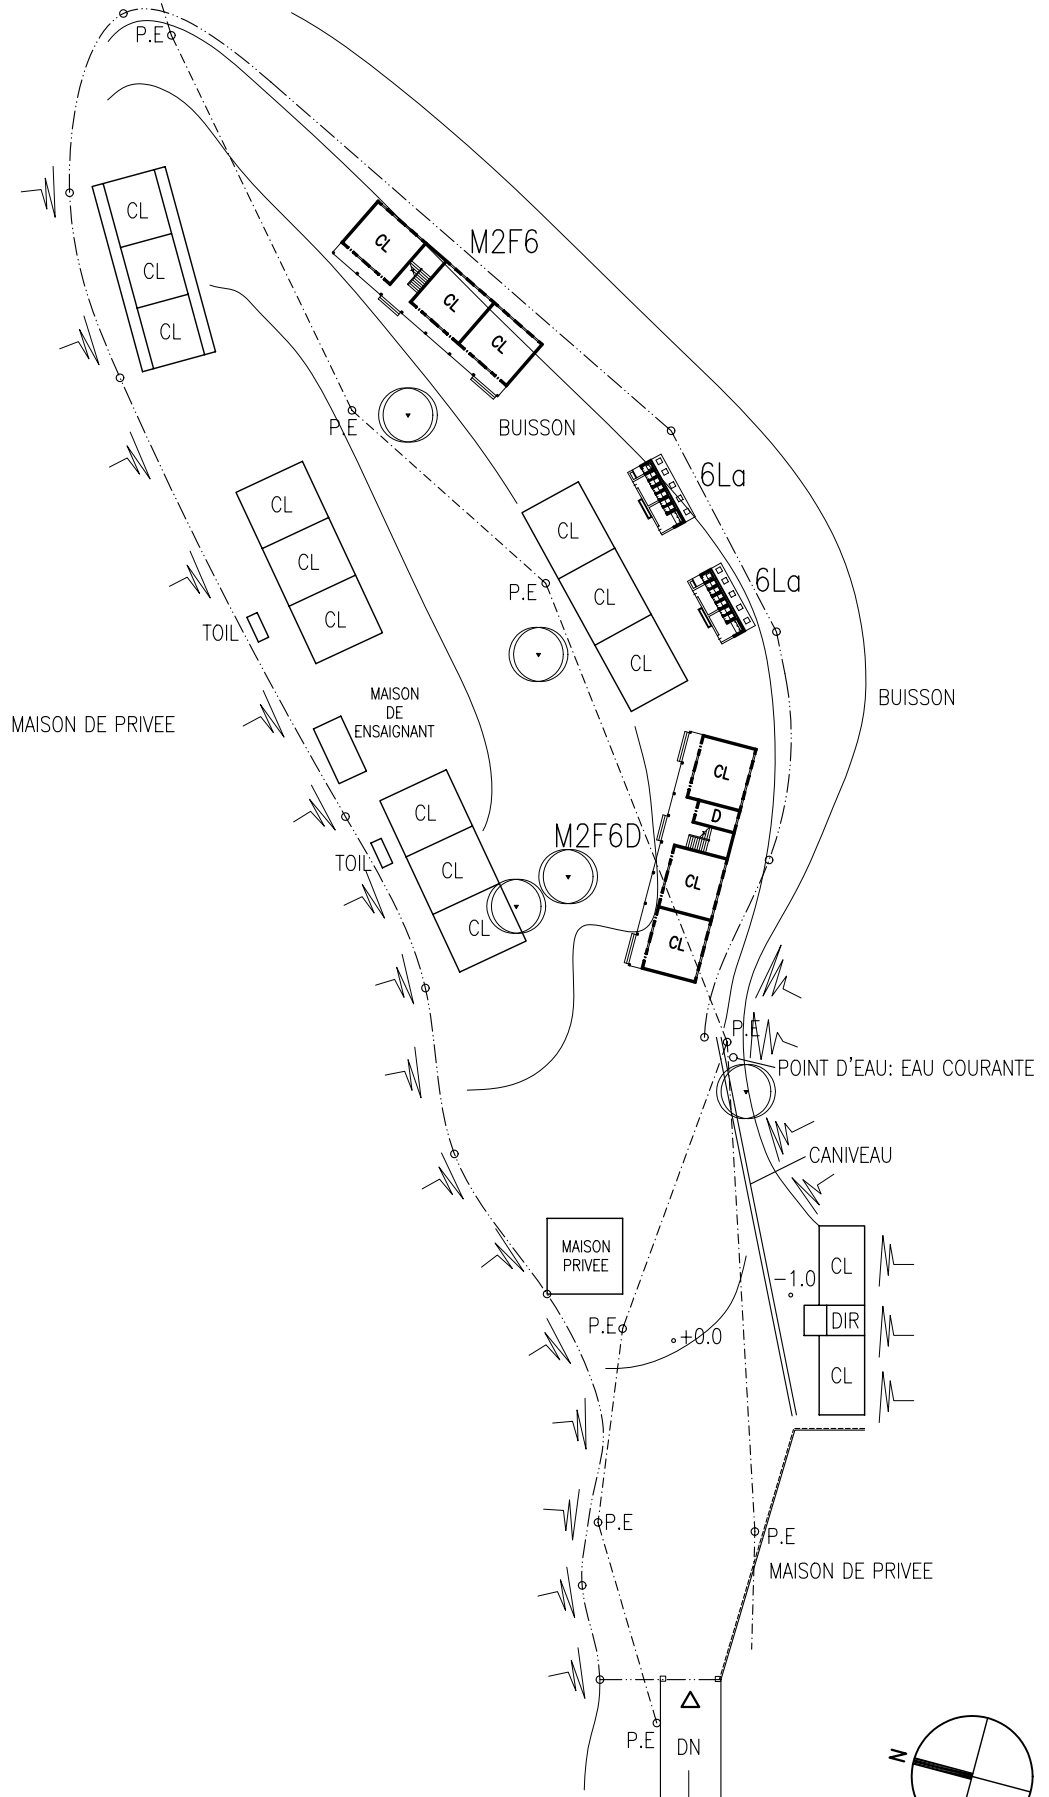 P.E
CL
CL
CL
CL
CL
CL
M2F6
P.E
BUISSON
6La
CL
CL
CL
CL
CL
CL
P.E
6La
TOIL
MAISON
DE
ENSAIGNANT
MAISON DE PRIVEE
BUISSON
CL
D
CL
CL
M2F6D
CL
CL
CL
TOIL
P.E
POINT D'EAU: EAU COURANTE
CANIVEAU
MAISON
PRIVEE
-1.0
CL
DIR
CL
P.E
+0.0
P.E
P.E
MAISON DE PRIVEE
P.E
DN
N